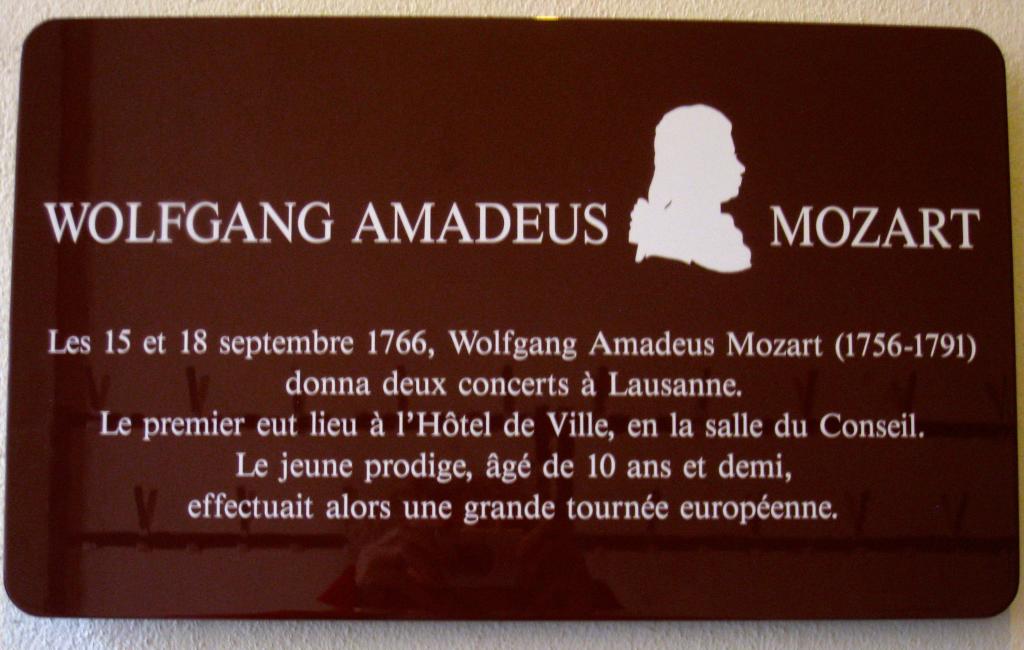 WOLFGANG AMADEUS MOZART
Les 15 et 18 septembre 1766, Wolfgang Amadeus Mozart (1756-1791)
donna deux concerts à Lausanne.
Le premier eut lieu à l'Hôtel de Ville, en la salle du Conseil.
Le jeune prodige, âgé de 10 ans et demi,
effectuait alors une grande tournée européenne.